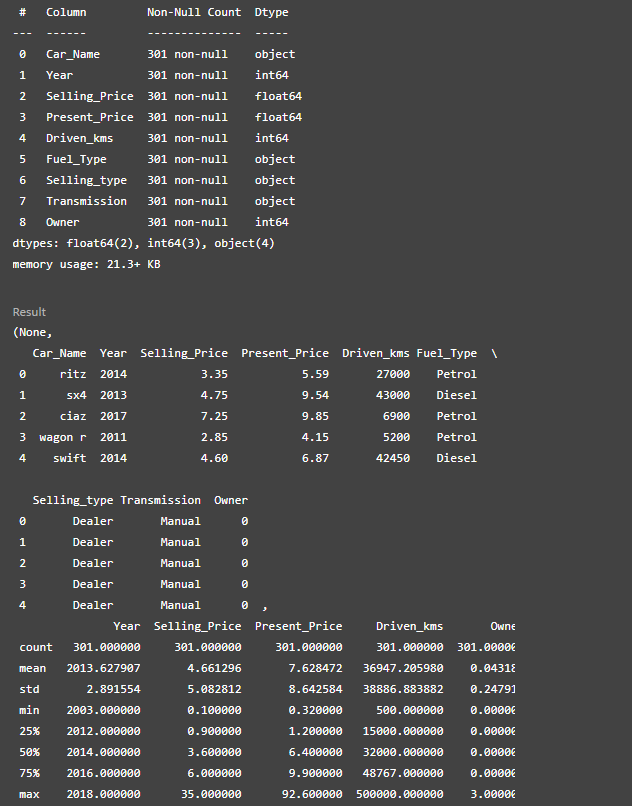 #   Column         Non-Null Count  Dtype
---  ------         --------------  -----
0   Car_Name       301 non-null    object
1   Year           301 non-null    int64
2   Selling_Price  301 non-null    float64
3   Present_Price  301 non-null    float64
4   Driven_kms     301 non-null    int64
5   Fuel_Type      301 non-null    object
6   Selling_type   301 non-null    object
7   Transmission   301 non-null    object
8   Owner          301 non-null    int64
dtypes: float64(2), int64(3), object(4)
memory usage: 21.3+ KB
Result
(None,
Car_Name  Year  Selling_Price  Present_Price  Driven_kms Fuel_Type  \
0     ritz  2014           3.35           5.59       27000    Petrol
1      sx4  2013           4.75           9.54       43000    Diesel
2     ciaz  2017           7.25           9.85        6900    Petrol
3  wagon r  2011           2.85           4.15        5200    Petrol
4    swift  2014           4.60           6.87       42450    Diesel
Selling_type Transmission  Owner
0       Dealer       Manual      0
1       Dealer       Manual      0
2       Dealer       Manual      0
3       Dealer       Manual      0
4       Dealer       Manual      0  ,
Year  Selling_Price  Present_Price     Driven_kms       Owne
count   301.000000     301.000000     301.000000     301.000000  301.00000
mean   2013.627907       4.661296       7.628472   36947.205980    0.04318
std       2.891554       5.082812       8.642584   38886.883882    0.24791
min    2003.000000       0.100000       0.320000     500.000000    0.00000
25%    2012.000000       0.900000       1.200000   15000.000000    0.00000
50%    2014.000000       3.600000       6.400000   32000.000000    0.00000
75%    2016.000000       6.000000       9.900000   48767.000000    0.00000
max    2018.000000      35.000000      92.600000  500000.000000    3.00000